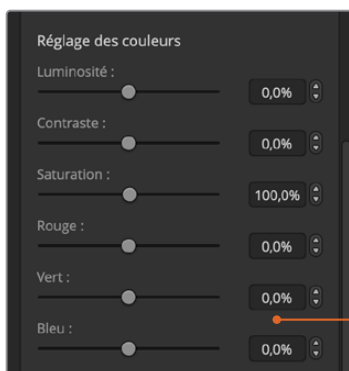 Réglage des couleurs
Luminosité :
0,0%
Contraste :
0,0%
Saturation :
100,0%
Rouge :
0,0%
Vert :
0,0%
Bleu :
0,0%